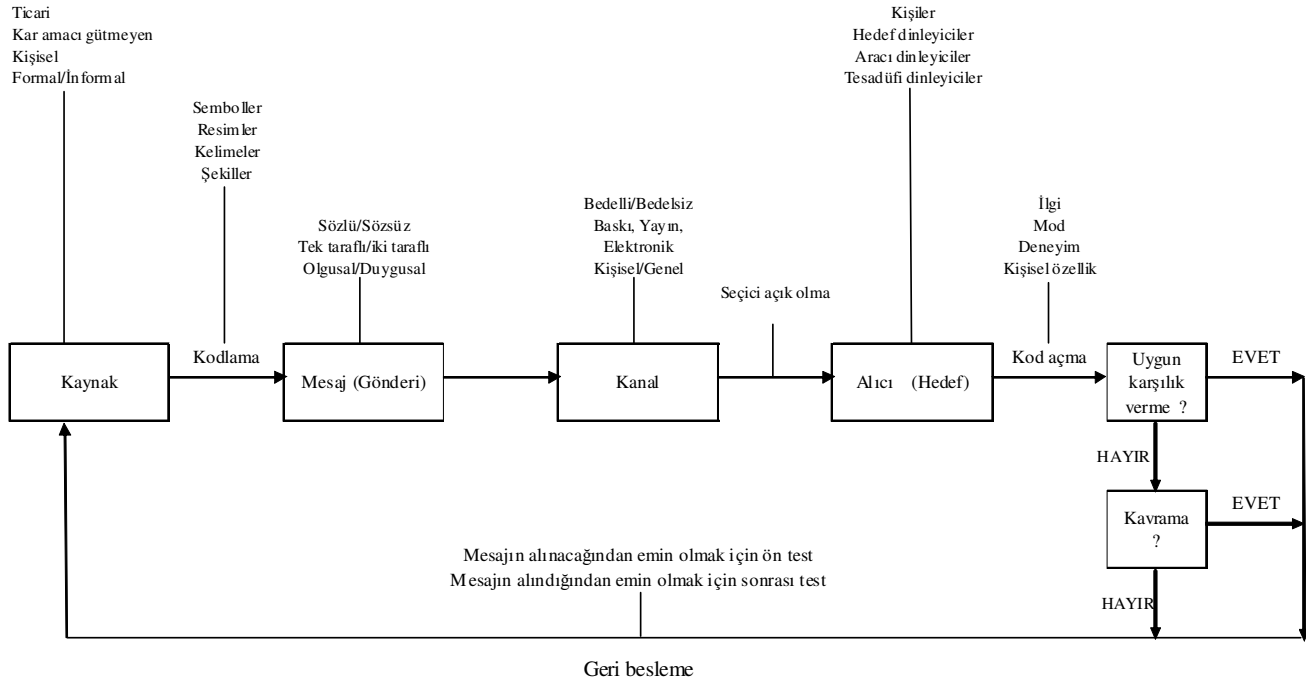 Ticari
Kar amacı gütmeyen
Kişisel
Formal/İnformal
Semboller
Resimler
Kelimeler
Şekiller
Sözlü/Sözsüz
Tek taraflı/iki taraflı
Olgusal/Duygusal
Bedelli/Bedelsiz
Baskı, Yayın,
Elektronik
Kişisel/Genel
Seçici açık olma
Kişiler
Hedef dinleyiciler
Aracı dinleyiciler
Tesadüfi dinleyiciler
İlgi
Mod
Deneyim
Kişisel özellik
Kaynak
Kodlama
Mesaj (Gönderi)
Kanal
Alıcı (Hedef)
Kod açma
Uygun
karşılık
verme ?
EVET
HAYIR
Kavrama
?
EVET
HAYIR
Mesajın alınacağından emin olmak için ön test
Mesajın alındığından emin olmak için sonrası test
Geri besleme